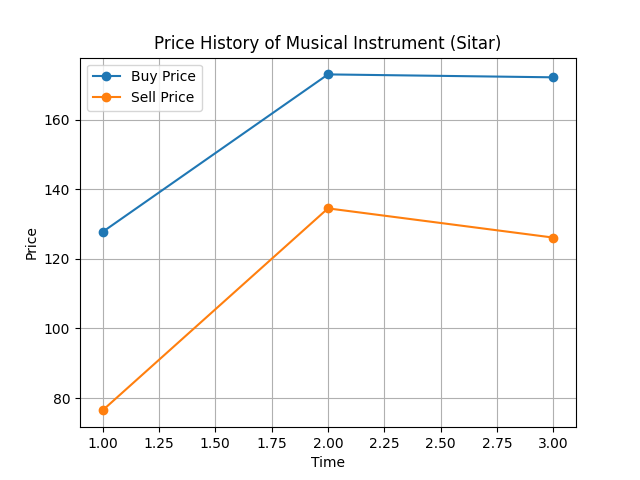 Price History of Musical Instrument (Sitar)
Buy Price
Sell Price
Price
160
140
120
100
80
1.00 1.25 1.50 1.75 2.00 2.25 2.50 2.75 3.00
Time